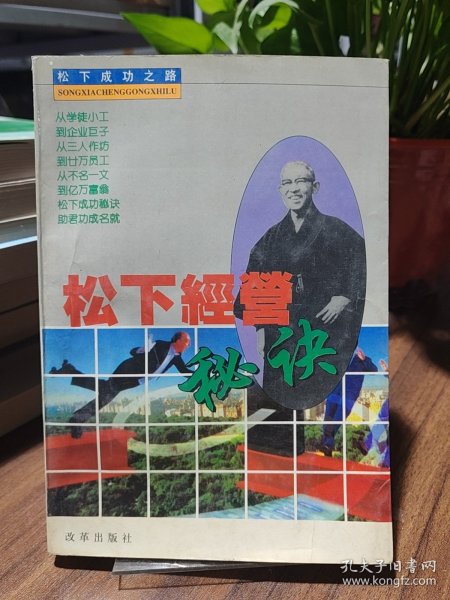 松下成功之路
SONGXIACHENGGONGXHILU
从学徒小工
到企业巨子
从三人作坊
到廿万员工
从不名一文
到亿万富翁
松下成功秘诀
助君功成名就
松下經營
秘诀
改革出版社
孔夫子旧书网
www.kongfz.com